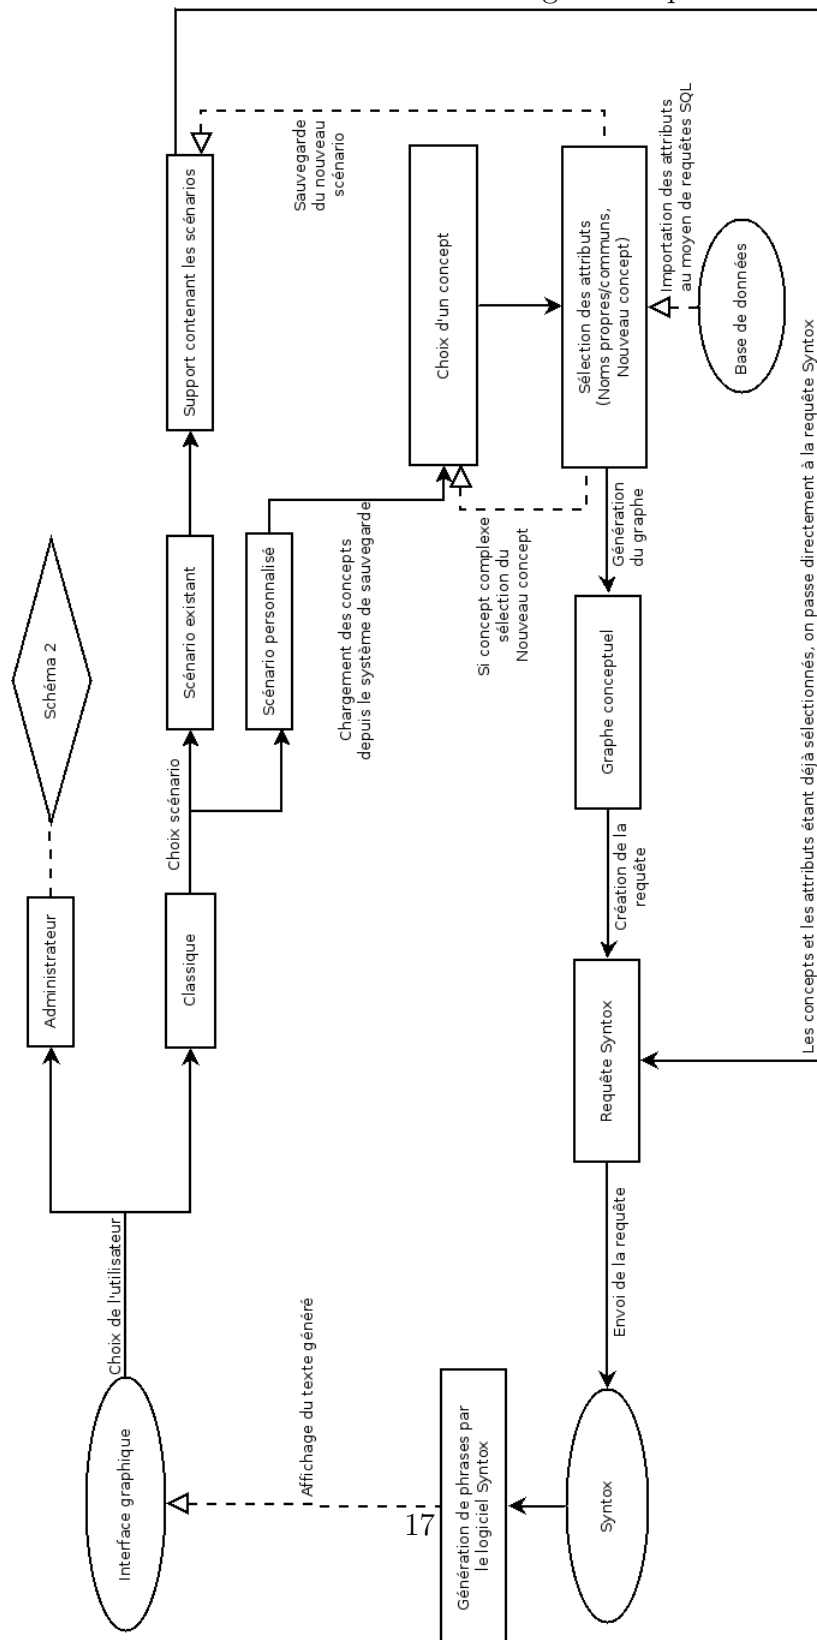 Interface graphique
Choix de l'utilisateur
Administrateur
Schéma 2
Classique
Choix scénario
Scénario existant
Support contenant les scénarios
Scénario personnalisé
Chargement des concepts
depuis le système de sauvegarde
Sauvegarde
du nouveau
scénario
Choix d'un concept
Si concept complexe
sélection du
Nouveau concept
Sélection des attributs
(Noms propres/communs,
Nouveau concept)
Importation des attributs
au moyen de requêtes SQL
Base de données
Génération
du graphe
Graphe conceptuel
Création de la
requête
Requête Syntox
Les concepts et les attributs étant déjà sélectionnés, on passe directement à la requête Syntox
Envoi de la requête
Syntox
Génération de phrases par
le logiciel Syntox
Affichage du texte généré
17